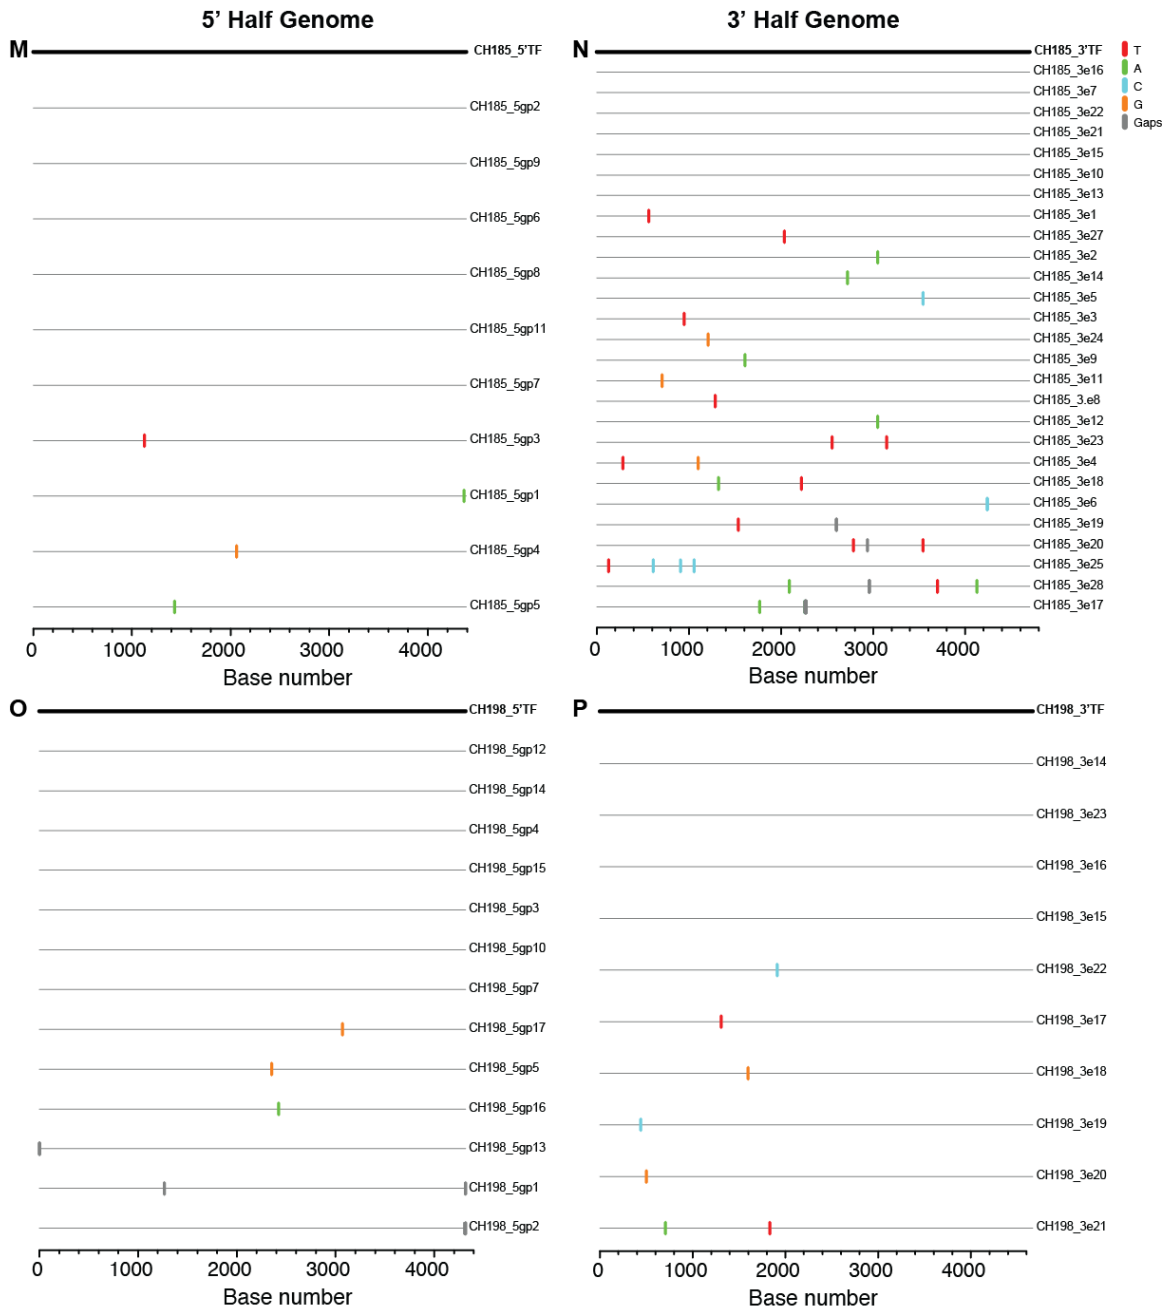 5’ Half Genome
3’ Half Genome
M
CH185_5'TF
CH185_5gp2
CH185_5gp9
CH185_5gp6
CH185_5gp8
CH185_5gp11
CH185_5gp7
CH185_5gp3
CH185_5gp1
CH185_5gp4
CH185_5gp5
0 1000 2000 3000 4000
Base number
N
CH185_3'TF
CH185_3e16
CH185_3e7
CH185_3e22
CH185_3e21
CH185_3e15
CH185_3e10
CH185_3e13
CH185_3e1
CH185_3e27
CH185_3e2
CH185_3e14
CH185_3e5
CH185_3e3
CH185_3e24
CH185_3e9
CH185_3e11
CH185_3.e8
CH185_3e12
CH185_3e23
CH185_3e4
CH185_3e18
CH185_3e6
CH185_3e19
CH185_3e20
CH185_3e25
CH185_3e28
CH185_3e17
0 1000 2000 3000 4000
Base number
T
A
C
G
Gaps
O
CH198_5'TF
CH198_5gp12
CH198_5gp14
CH198_5gp4
CH198_5gp15
CH198_5gp3
CH198_5gp10
CH198_5gp7
CH198_5gp17
CH198_5gp5
CH198_5gp16
CH198_5gp13
CH198_5gp1
CH198_5gp2
0 1000 2000 3000 4000
Base number
P
CH198_3'TF
CH198_3e14
CH198_3e23
CH198_3e16
CH198_3e15
CH198_3e22
CH198_3e17
CH198_3e18
CH198_3e19
CH198_3e20
CH198_3e21
0 1000 2000 3000 4000
Base number